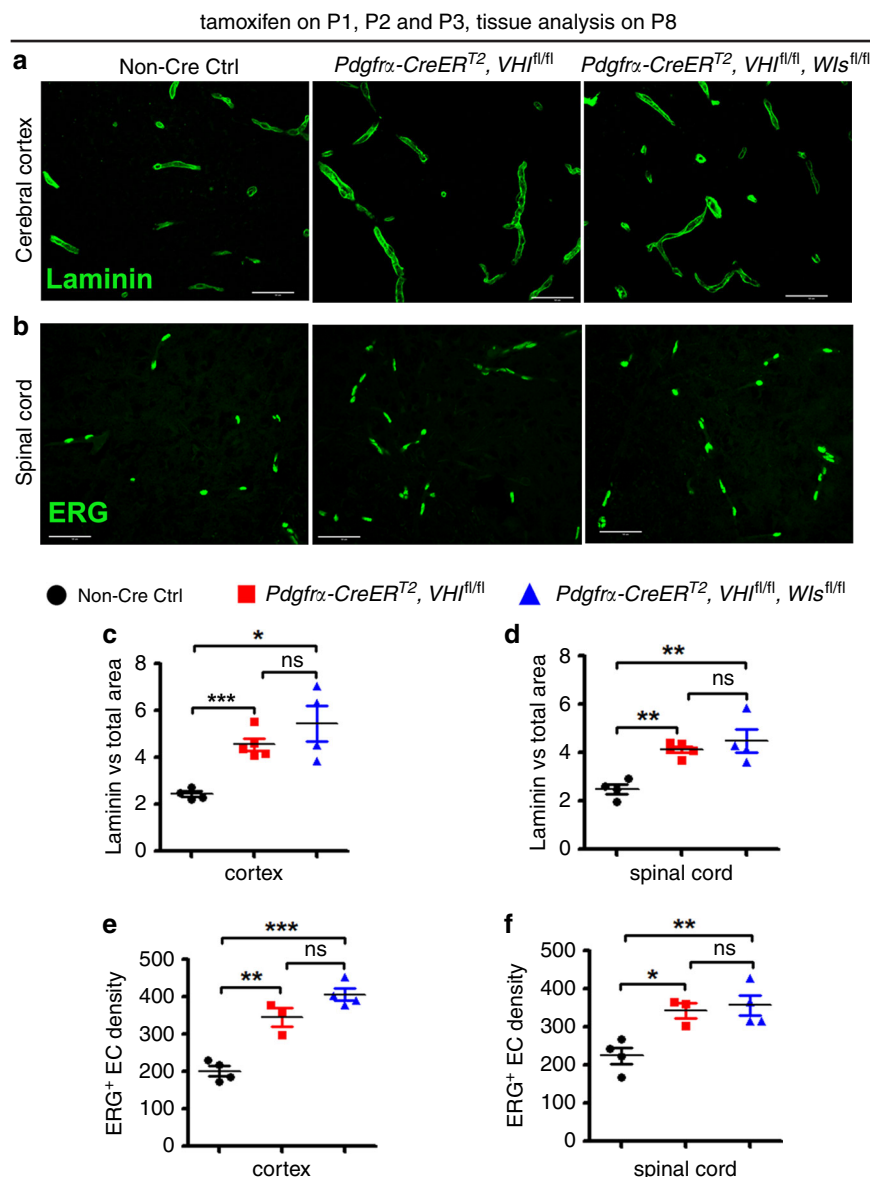 tamoxifen on P1, P2 and P3, tissue analysis on P8
a
Non-Cre Ctrl
Pdgfrα-CreERT2, VHlfl/fl
Pdgfrα-CreERT2, VHlfl/fl, Wlsfl/fl
Cerebral cortex
Laminin
b
Spinal cord
ERG
Non-Cre Ctrl
Pdgfrα-CreERT2, VHlfl/fl
Pdgfrα-CreERT2, VHlfl/fl, Wlsfl/fl
c
*
ns
***
8
6
4
2
0
Laminin vs total area
cortex
d
**
ns
**
8
6
4
2
0
Laminin vs total area
spinal cord
e
***
ns
**
500
400
300
200
100
0
ERG+ EC density
cortex
f
**
ns
*
500
400
300
200
100
0
ERG+ EC density
spinal cord